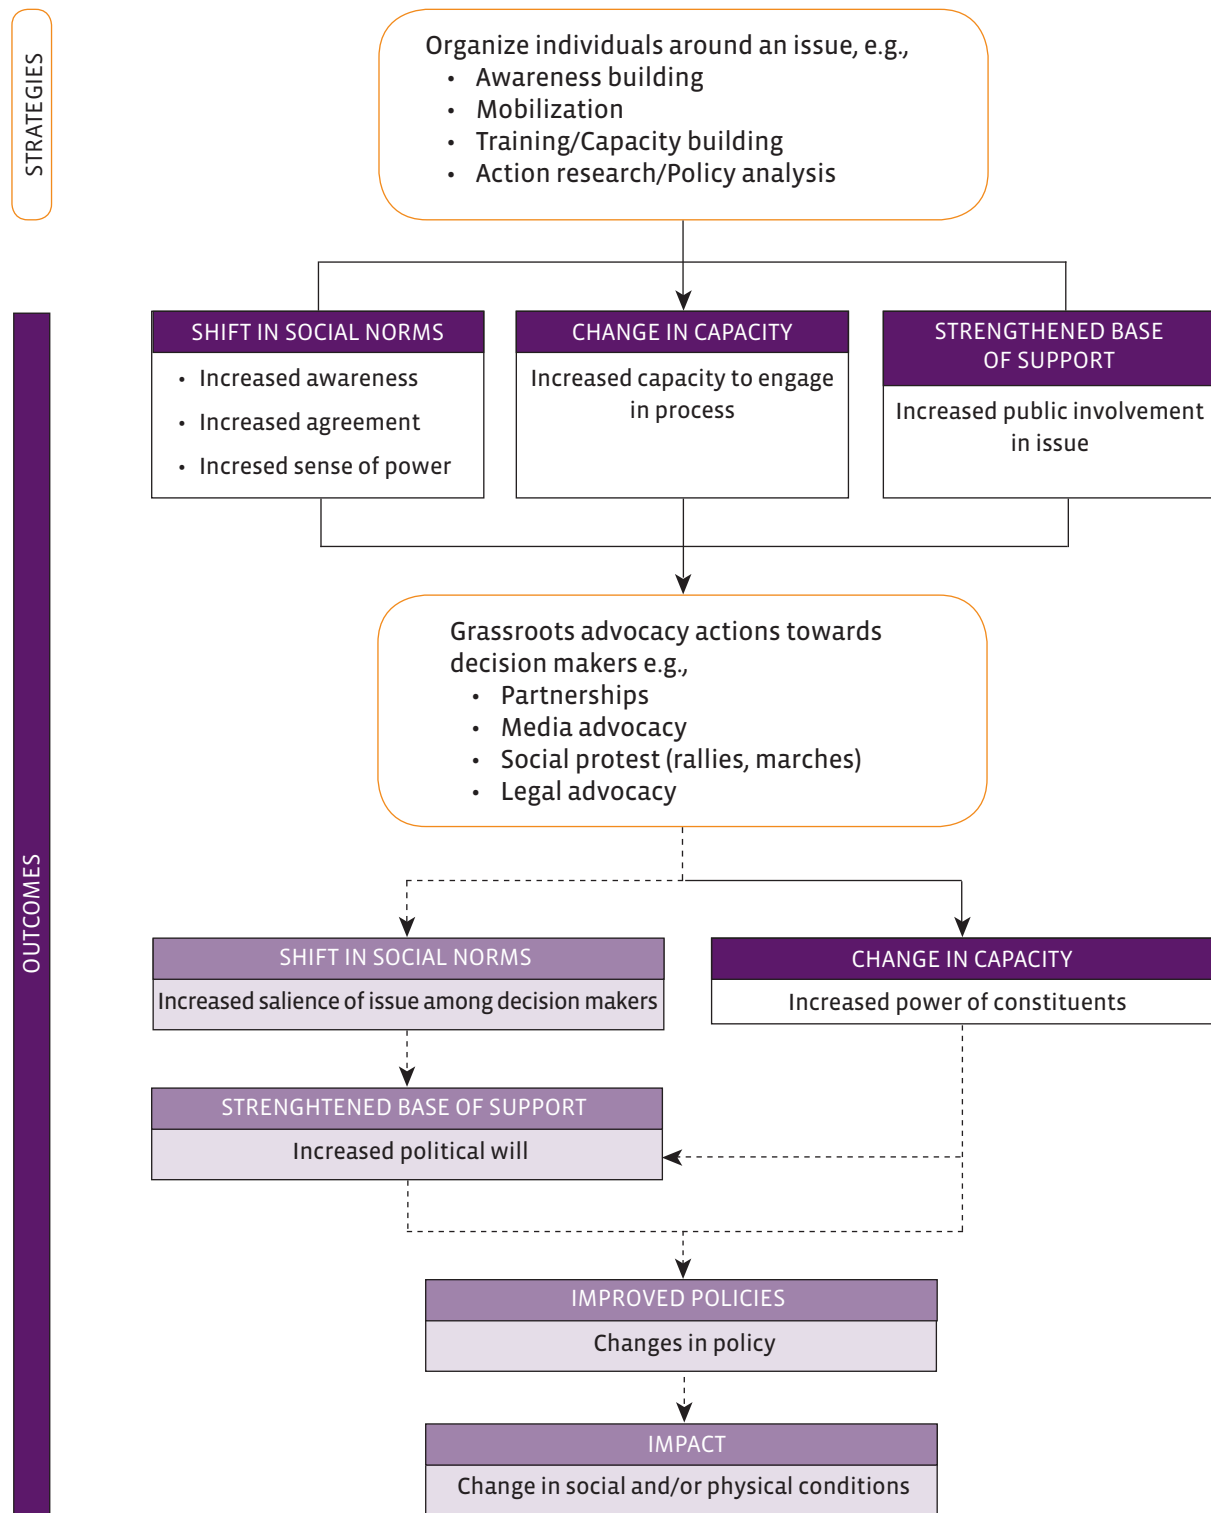 STRATEGIES
Organize individuals around an issue, e.g.,
• Awareness building
• Mobilization
• Training/Capacity building
• Action research/Policy analysis
OUTCOMES
SHIFT IN SOCIAL NORMS
• Increased awareness
• Increased agreement
• Incresed sense of power
CHANGE IN CAPACITY
Increased capacity to engage
in process
STRENGTHENED BASE
OF SUPPORT
Increased public involvement
in issue
Grassroots advocacy actions towards
decision makers e.g.,
• Partnerships
• Media advocacy
• Social protest (rallies, marches)
• Legal advocacy
SHIFT IN SOCIAL NORMS
Increased salience of issue among decision makers
CHANGE IN CAPACITY
Increased power of constituents
STRENGHTENED BASE OF SUPPORT
Increased political will
IMPROVED POLICIES
Changes in policy
IMPACT
Change in social and/or physical conditions